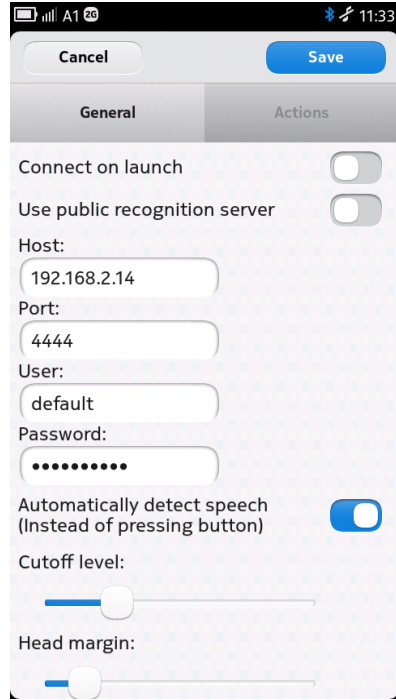 A1 2G 11:33
Cancel Save
General Actions
Connect on launch
Use public recognition server
Host:
192.168.2.14
Port:
4444
User:
default
Password:
••••••••••
Automatically detect speech
(Instead of pressing button)
Cutoff level:
Head margin: